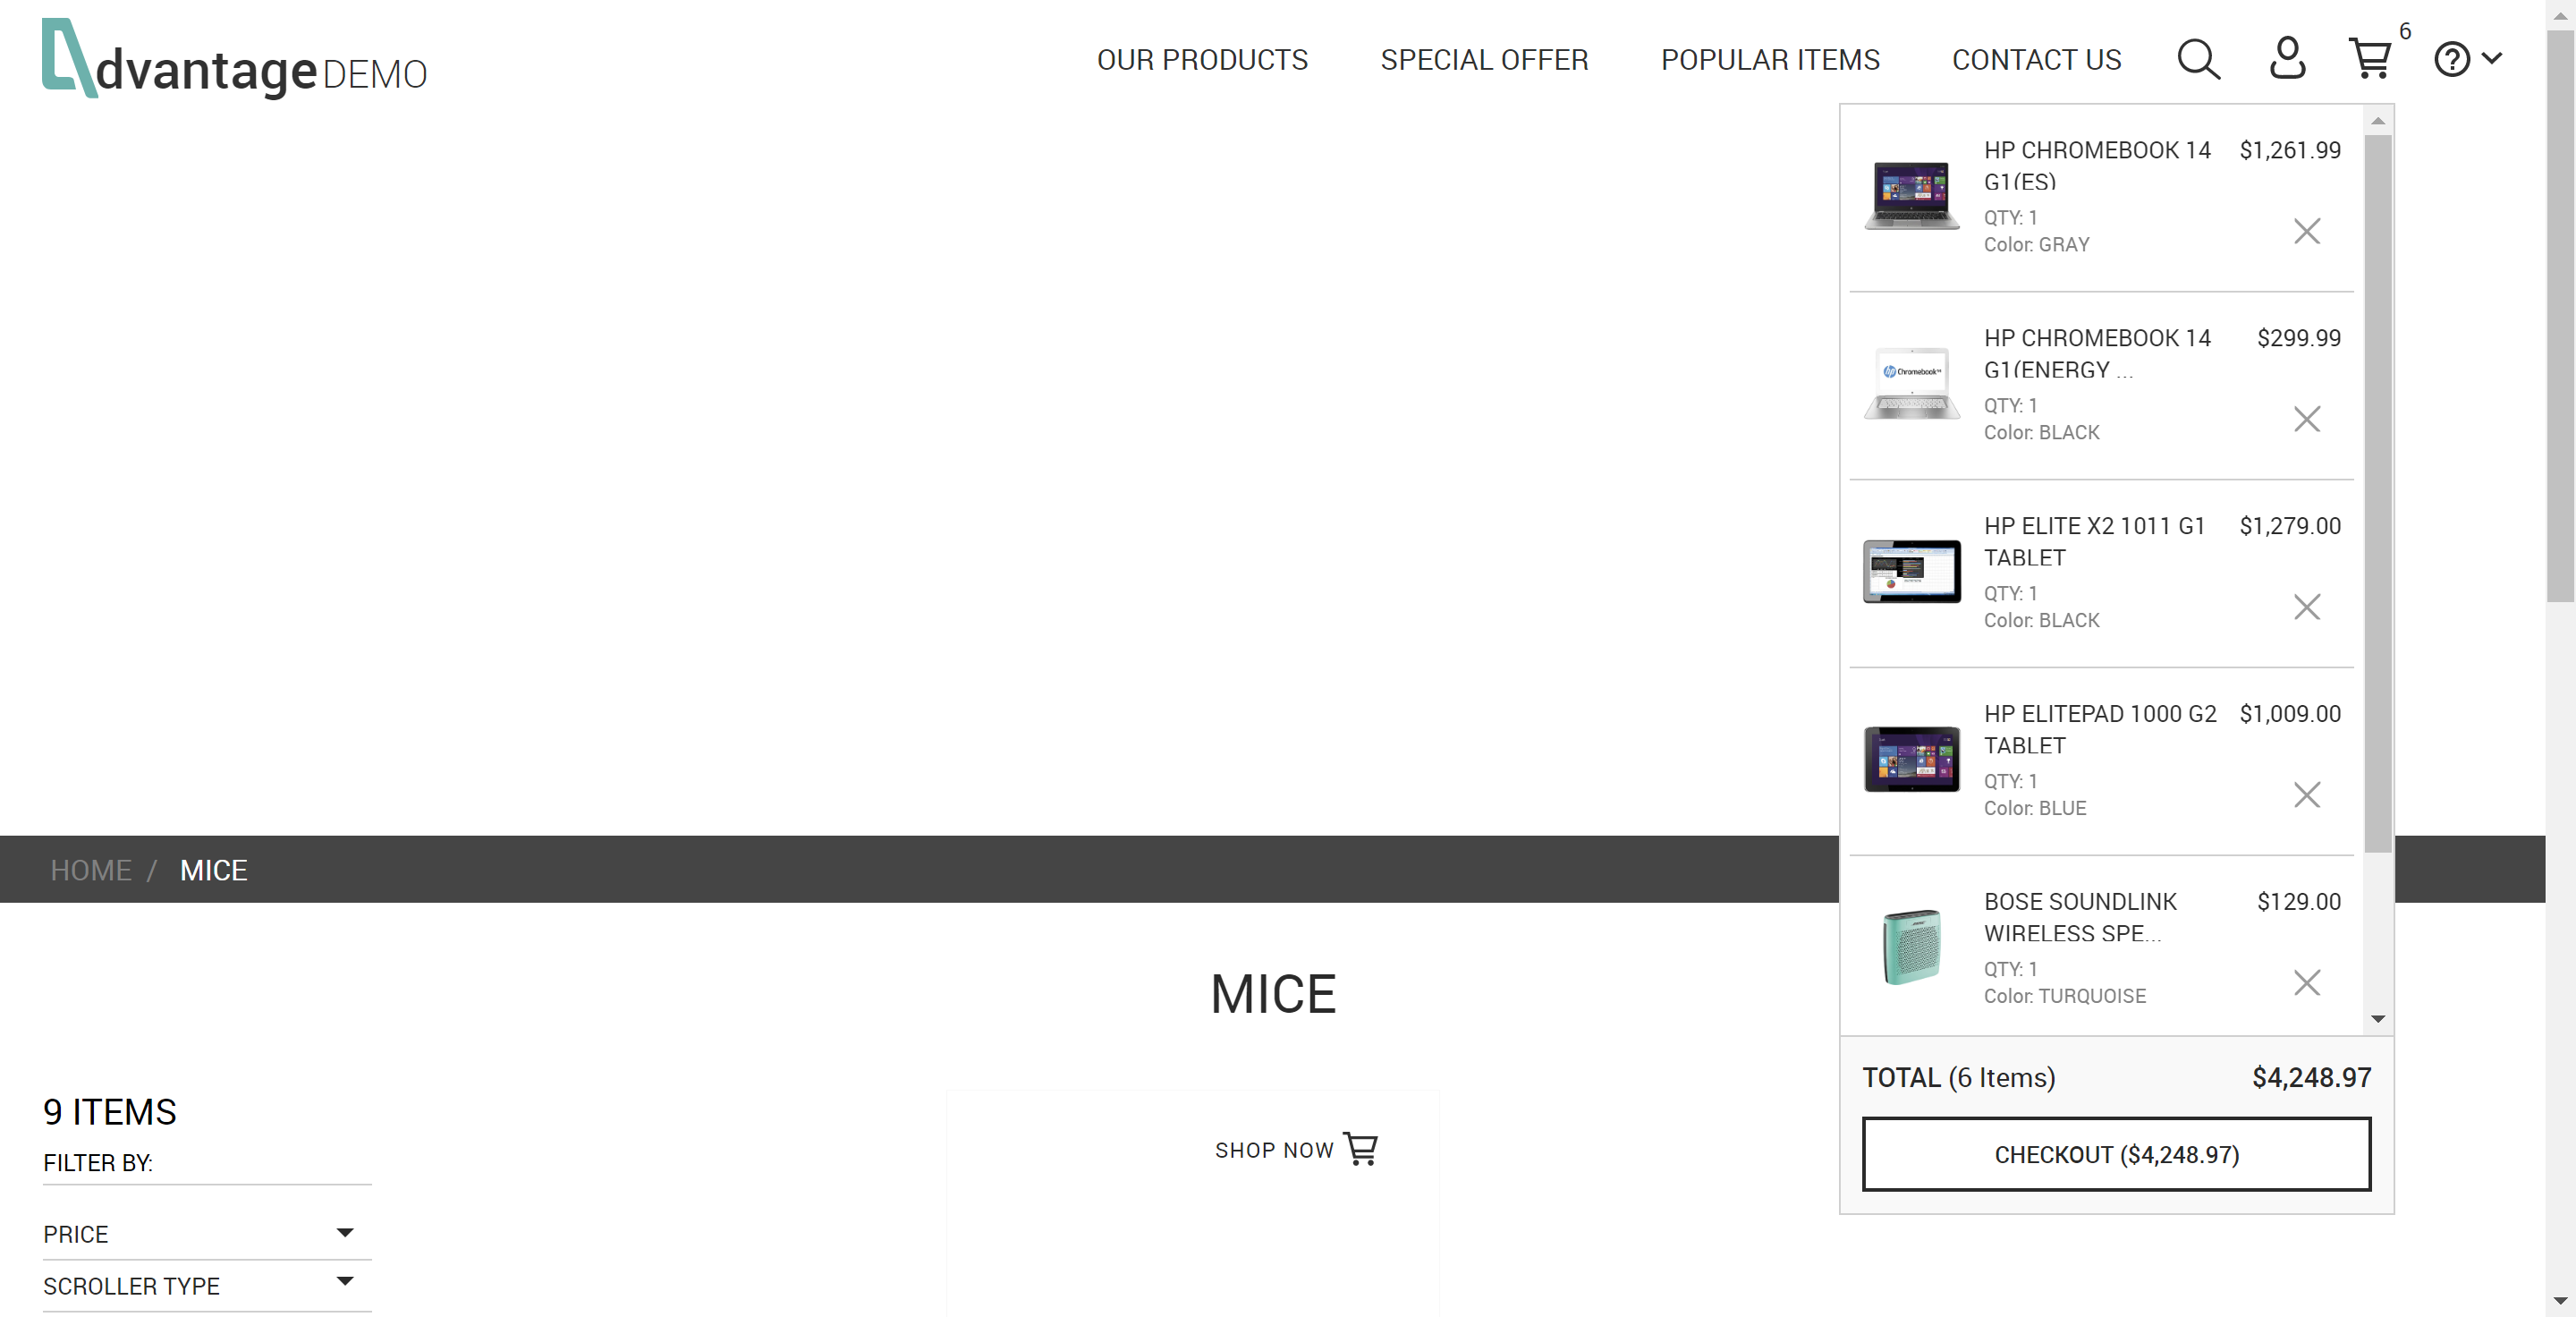 dvantage DEMO
OUR PRODUCTS
SPECIAL OFFER
POPULAR ITEMS
CONTACT US
6
HP CHROMEBOOK 14 $1,261.99
G1(ES)
QTY: 1
Color: GRAY
HP CHROMEBOOK 14 $299.99
G1(ENERGY ...
QTY: 1
Color: BLACK
HP ELITE X2 1011 G1 $1,279.00
TABLET
QTY: 1
Color: BLACK
HP ELITEPAD 1000 G2 $1,009.00
TABLET
QTY: 1
Color: BLUE
BOSE SOUNDLINK $129.00
WIRELESS SPE...
QTY: 1
Color: TURQUOISE
TOTAL (6 Items) $4,248.97
CHECKOUT ($4,248.97)
HOME / MICE
MICE
9 ITEMS
FILTER BY:
PRICE
SCROLLER TYPE
SHOP NOW
hp Chromebook